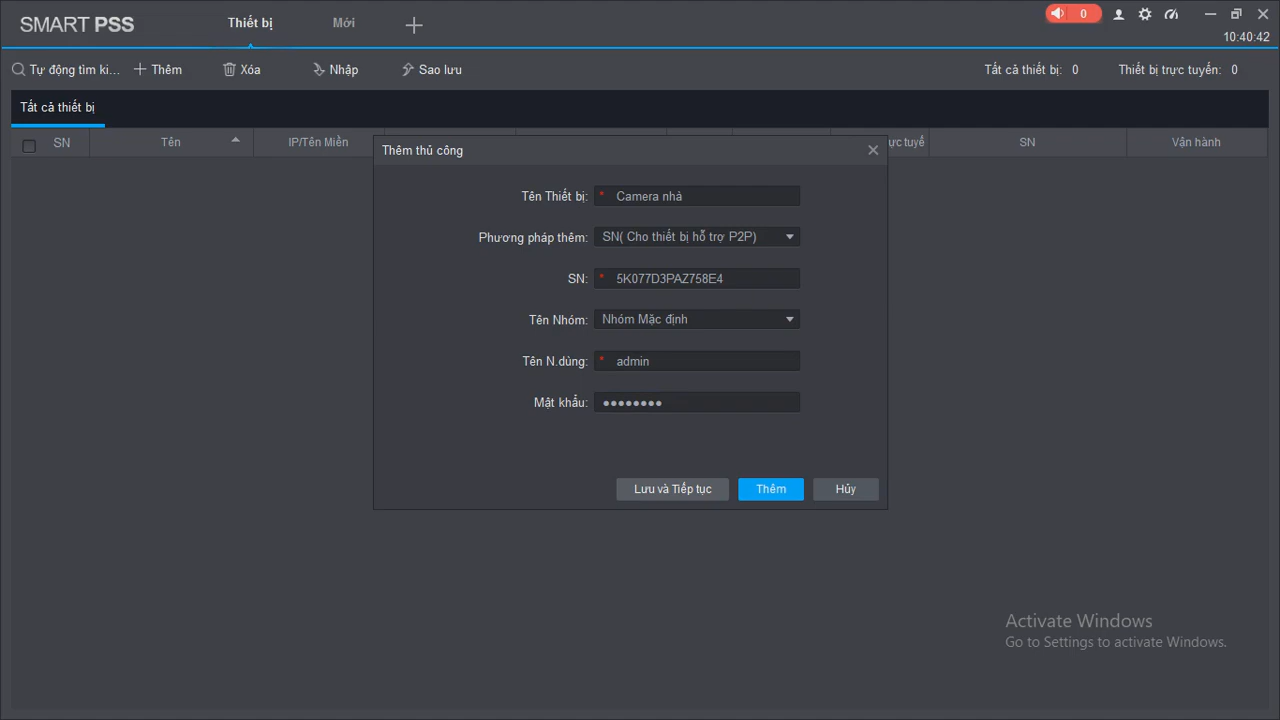 SMART PSS
Thiết bị
Mới
0
10:40:42
Tự động tìm ki...
Thêm
Xóa
Nhập
Sao lưu
Tất cả thiết bị: 0
Thiết bị trực tuyến: 0
Tất cả thiết bị
SN
Tên
IP/Tên Miền
ực tuyế
SN
Vận hành
Thêm thủ công
Tên Thiết bị: * Camera nhà
Phương pháp thêm: SN( Cho thiết bị hỗ trợ P2P)
SN: * 5K077D3PAZ758E4
Tên Nhóm: Nhóm Mặc định
Tên N.dùng: * admin
Mật khẩu: ●●●●●●●●
Lưu và Tiếp tục
Thêm
Hủy
Activate Windows
Go to Settings to activate Windows.